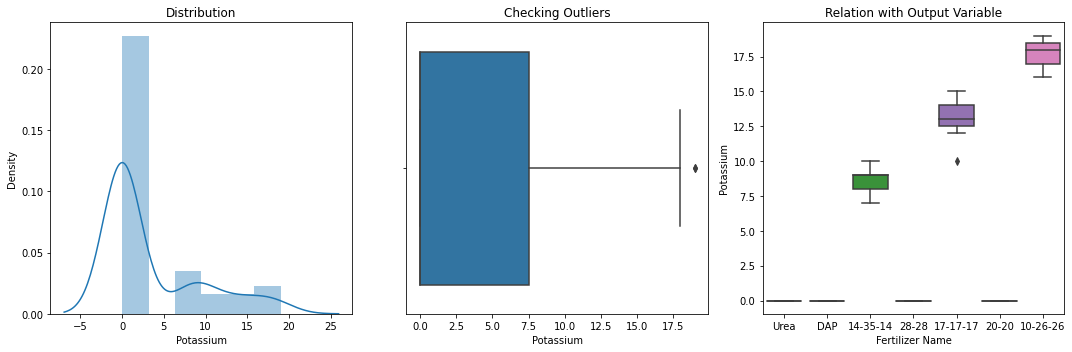 Distribution
Density
0.20
0.15
0.10
0.05
0.00
−5 0 5 10 15 20 25
Potassium
Checking Outliers
0.0 2.5 5.0 7.5 10.0 12.5 15.0 17.5
Potassium
Relation with Output Variable
Potassium
17.5
15.0
12.5
10.0
7.5
5.0
2.5
0.0
Urea DAP 14-35-14 28-28 17-17-17 20-20 10-26-26
Fertilizer Name